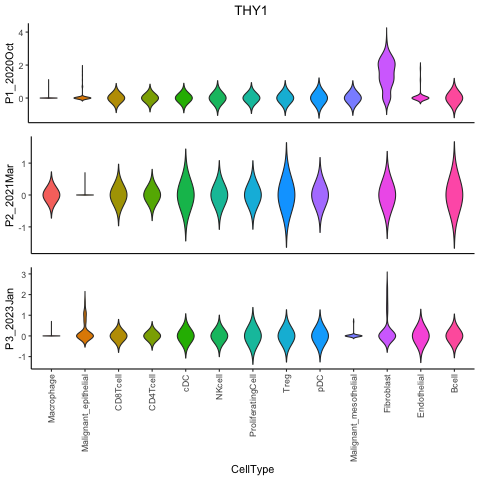 THY1
P1_2020Oct
4
2
0
P2_2021Mar
1
0
-1
P3_2023Jan
3
2
1
0
-1
Macrophage
Malignant_epithelial
CD8Tcell
CD4Tcell
cDC
NKcell
ProliferatingCell
Treg
pDC
Malignant_mesothelial
Fibroblast
Endothelial
Bcell
CellType